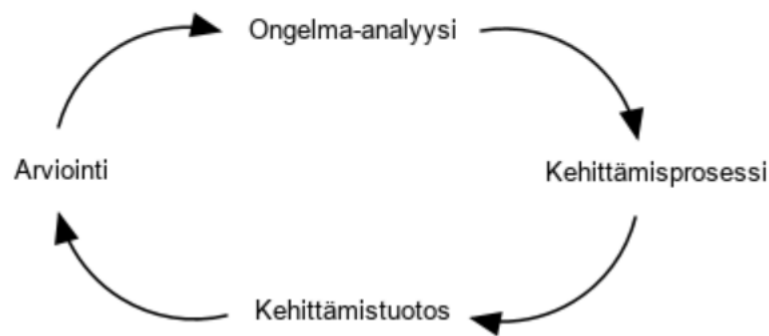 Ongelma-analyysi
Arviointi
Kehittämisprosessi
Kehittämistuotos